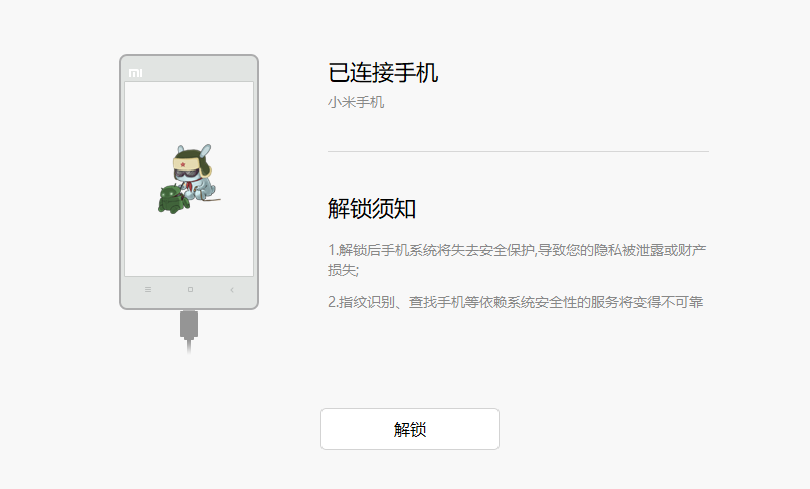 mi
已连接手机
小米手机
解锁须知
1.解锁后手机系统将失去安全保护,导致您的隐私被泄露或财产
损失;
2.指纹识别、查找手机等依赖系统安全性的服务将变得不可靠
解锁